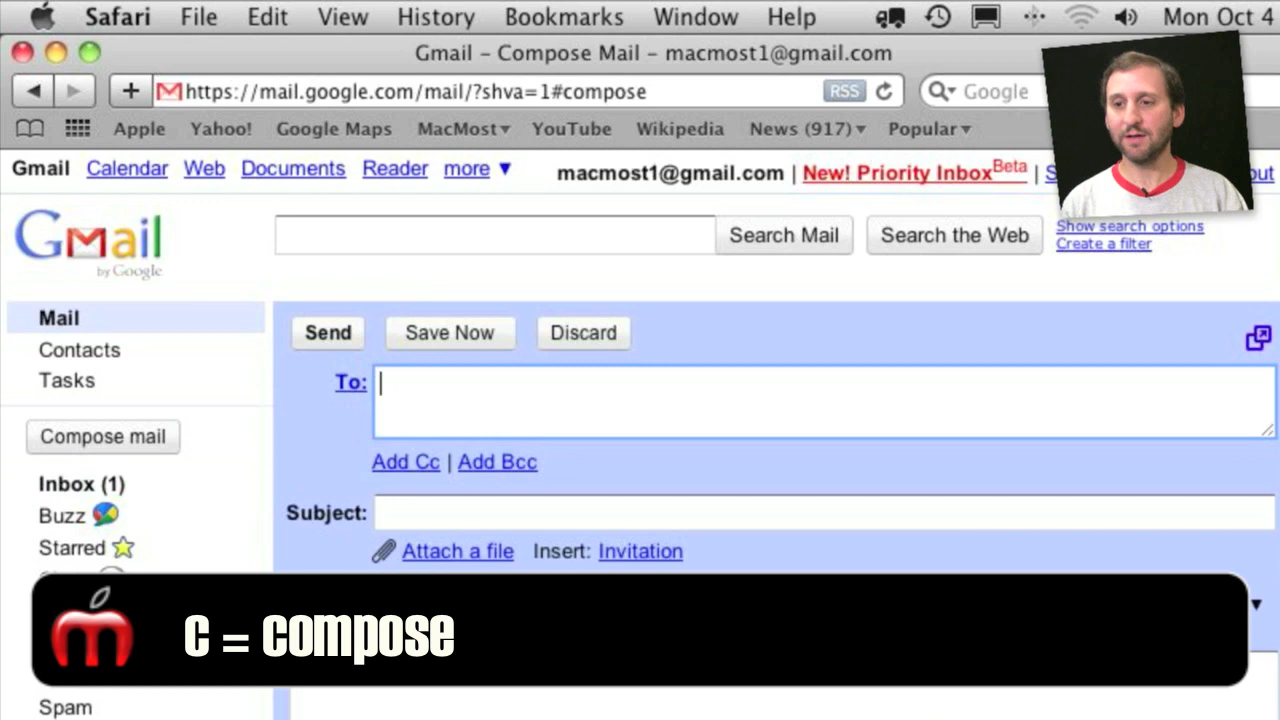 Safari File Edit View History Bookmarks Window Help Mon Oct 4
Gmail – Compose Mail – macmost1@gmail.com
https://mail.google.com/mail/?shva=1#compose RSS Google
Apple Yahoo! Google Maps MacMost▾ YouTube Wikipedia News (917)▾ Popular▾
Gmail Calendar Web Documents Reader more ▼ macmost1@gmail.com | New! Priority Inbox Beta | S out
Gmail
by Google
Search Mail Search the Web Show search options
Create a filter
Mail
Contacts
Tasks
Compose mail
Inbox (1)
Buzz
Starred
Spam
Send Save Now Discard
To:
Add Cc | Add Bcc
Subject:
Attach a file Insert: Invitation
c = compose